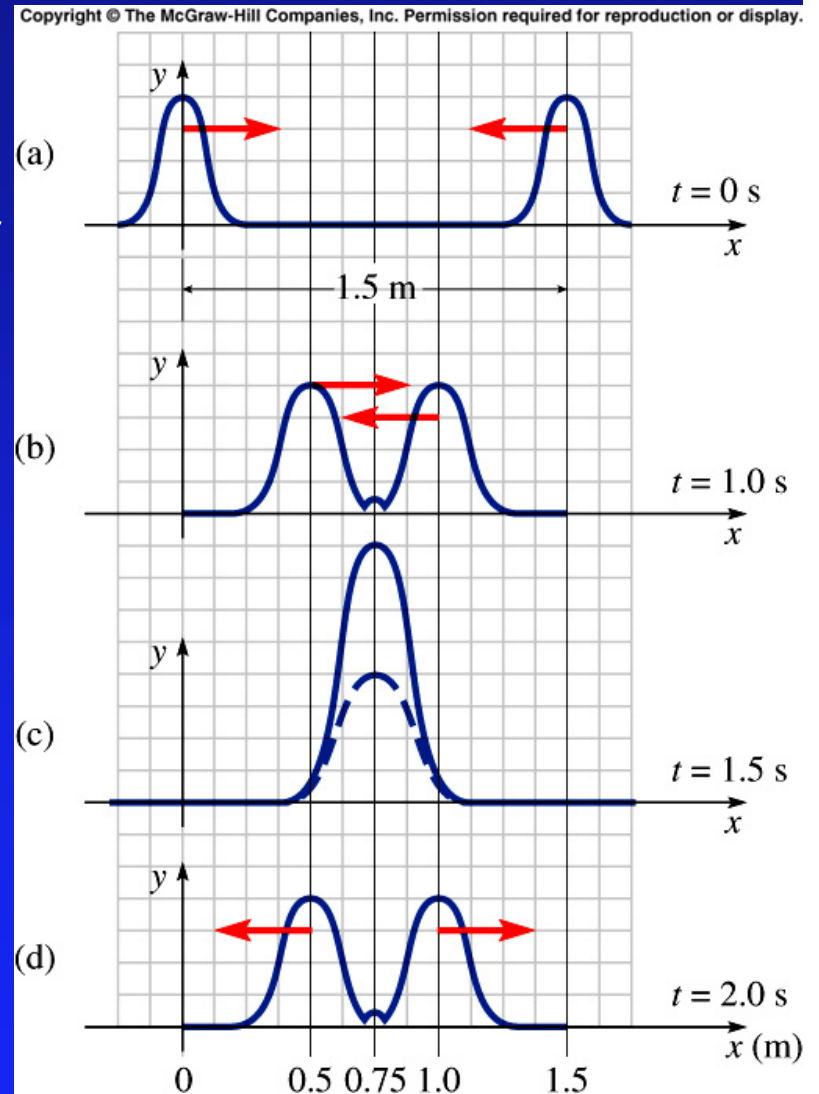 Copyright © The McGraw-Hill Companies, Inc. Permission required for reproduction or display.
y
(a)
t = 0 s
x
1.5 m
y
(b)
t = 1.0 s
x
y
(c)
t = 1.5 s
x
y
(d)
t = 2.0 s
x (m)
0 0.5 0.75 1.0 1.5